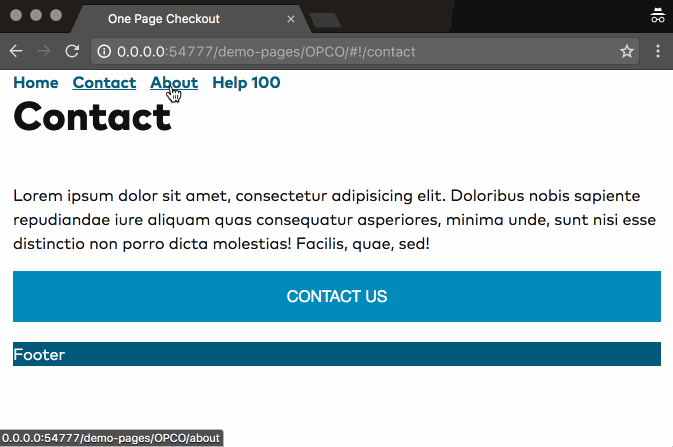 One Page Checkout
0.0.0.0:54777/demo-pages/OPCO/#!/contact
Home Contact About Help 100
Contact
Lorem ipsum dolor sit amet, consectetur adipisicing elit. Doloribus nobis sapiente
repudiandae iure aliquam quas consequatur asperiores, minima unde, sunt nisi esse
distinctio non porro dicta molestias! Facilis, quae, sed!
CONTACT US
Footer
0.0.0.0:54777/demo-pages/OPCO/about